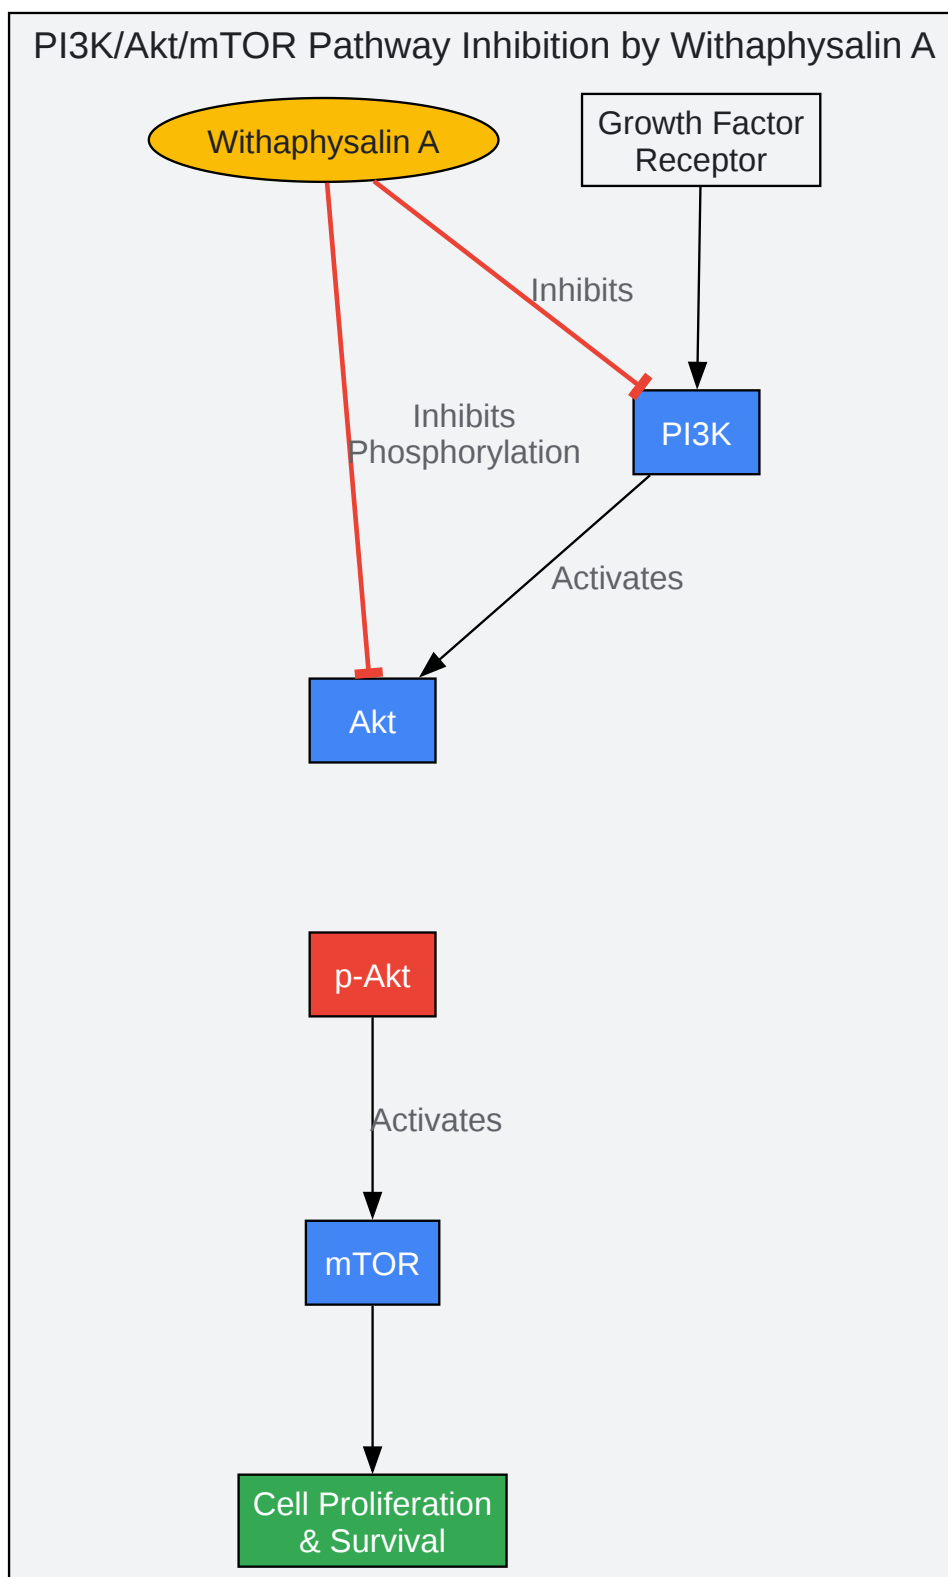 PI3K/Akt/mTOR Pathway Inhibition by Withaphysalin A
Withaphysalin A
Growth Factor
Receptor
Inhibits
Inhibits
Phosphorylation
PI3K
Activates
Akt
p-Akt
Activates
mTOR
Cell Proliferation
& Survival